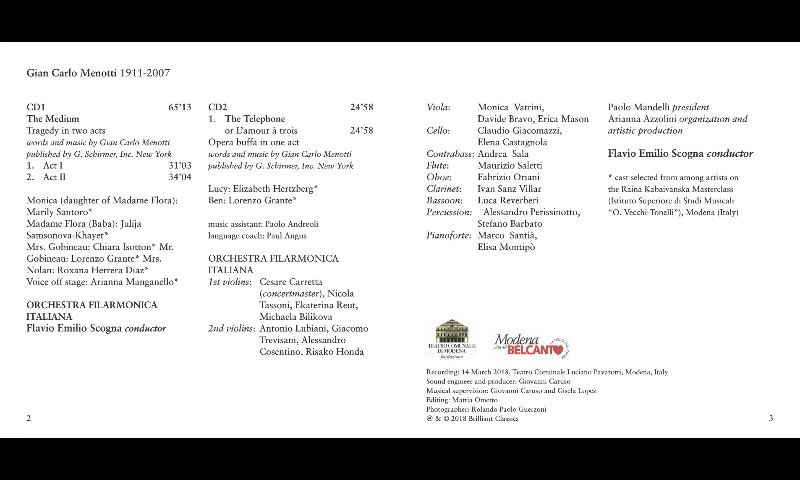 Gian Carlo Menotti 1911-2007
CD1 65’13
The Medium
Tragedy in two acts
words and music by Gian Carlo Menotti
published by G. Schirmer, Inc. New York
1. Act I 31’03
2. Act II 34’04
Monica (daughter of Madame Flora):
Marily Santoro*
Madame Flora (Baba): Julija
Samsonova-Khayet*
Mrs. Gobineau: Chiara Isotton* Mr.
Gobineau: Lorenzo Grante* Mrs.
Nolan: Roxana Herrera Diaz*
Voice off stage: Arianna Manganello*
ORCHESTRA FILARMONICA
ITALIANA
Flavio Emilio Scogna conductor
2
CD2 24’58
1. The Telephone
or L’amour à trois 24’58
Opera buffa in one act
words and music by Gian Carlo Menotti
published by G. Schirmer, Inc. New York
Lucy: Elizabeth Hertzberg*
Ben: Lorenzo Grante*
music assistant: Paolo Andreoli
language coach: Paul Angus
ORCHESTRA FILARMONICA
ITALIANA
1st violins: Cesare Carretta
(concertmaster), Nicola
Tassoni, Ekaterina Reut,
Michaela Bilikova
2nd violins: Antonio Lubiani, Giacomo
Trevisani, Alessandro
Cosentino, Risako Honda
Viola: Monica Vatrini,
Davide Bravo, Erica Mason
Cello: Claudio Giacomazzi,
Elena Castagnola
Contrabass: Andrea Sala
Flute: Maurizio Saletti
Oboe: Fabrizio Oriani
Clarinet: Ivan Sanz Villar
Bassoon: Luca Reverberi
Percussion: Alessandro Perissinotto,
Stefano Barbato
Pianoforte: Marco Santià,
Elisa Montipò
Paolo Mandelli president
Arianna Azzolini organization and
artistic production
Flavio Emilio Scogna conductor
* cast selected from among artists on
the Raina Kabaivanska Masterclass
(Istituto Superiore di Studi Musicali
“O. Vecchi-Tonelli”), Modena (Italy)
TEATRO COMUNALE
DI MODENA
fondazione
Modena
città del BELCANTO
Recording: 14 March 2018, Teatro Comunale Luciano Pavarotti, Modena, Italy
Sound engineer and producer: Giovanni Caruso
Musical supervision: Giovanni Caruso and Gisela Lopez
Editing: Mattia Ometto
Photographer: Rolando Paolo Guerzoni
℗ & © 2018 Brilliant Classics
3